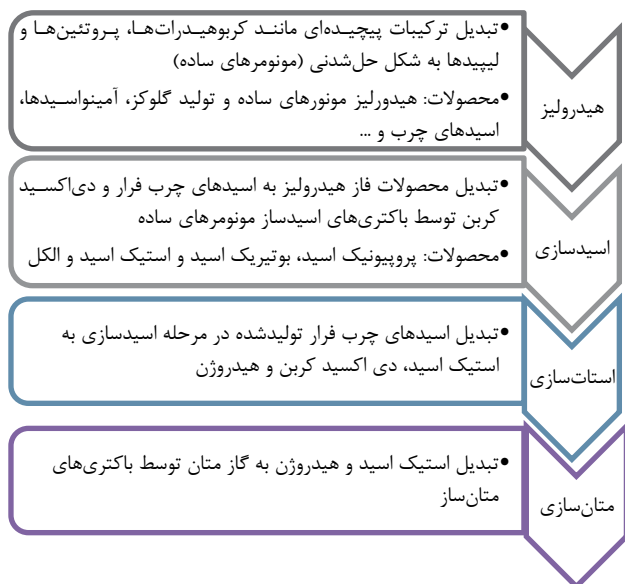 •تبدیل ترکیبات پیچیده‌ای مانند کربوهیدرات‌ها، پروتئین‌ها و
لیپیدها به شکل حل‌شدنی (مونومرهای ساده)
•محصولات: هیدورلیز مونورهای ساده و تولید گلوکز، آمینواسیدها،
اسیدهای چرب و ...
هیدرولیز
•تبدیل محصولات فاز هیدرولیز به اسیدهای چرب فرار و دی‌اکسید
کربن توسط باکتری‌های اسیدساز مونومرهای ساده
•محصولات: پروپیونیک اسید، بوتیریک اسید و استیک اسید و الکل
اسیدسازی
•تبدیل اسیدهای چرب فرار تولیدشده در مرحله اسیدسازی به
استیک اسید، دی اکسید کربن و هیدروژن
استات‌سازی
•تبدیل استیک اسید و هیدروژن به گاز متان توسط باکتری‌های
متان‌ساز
متان‌سازی